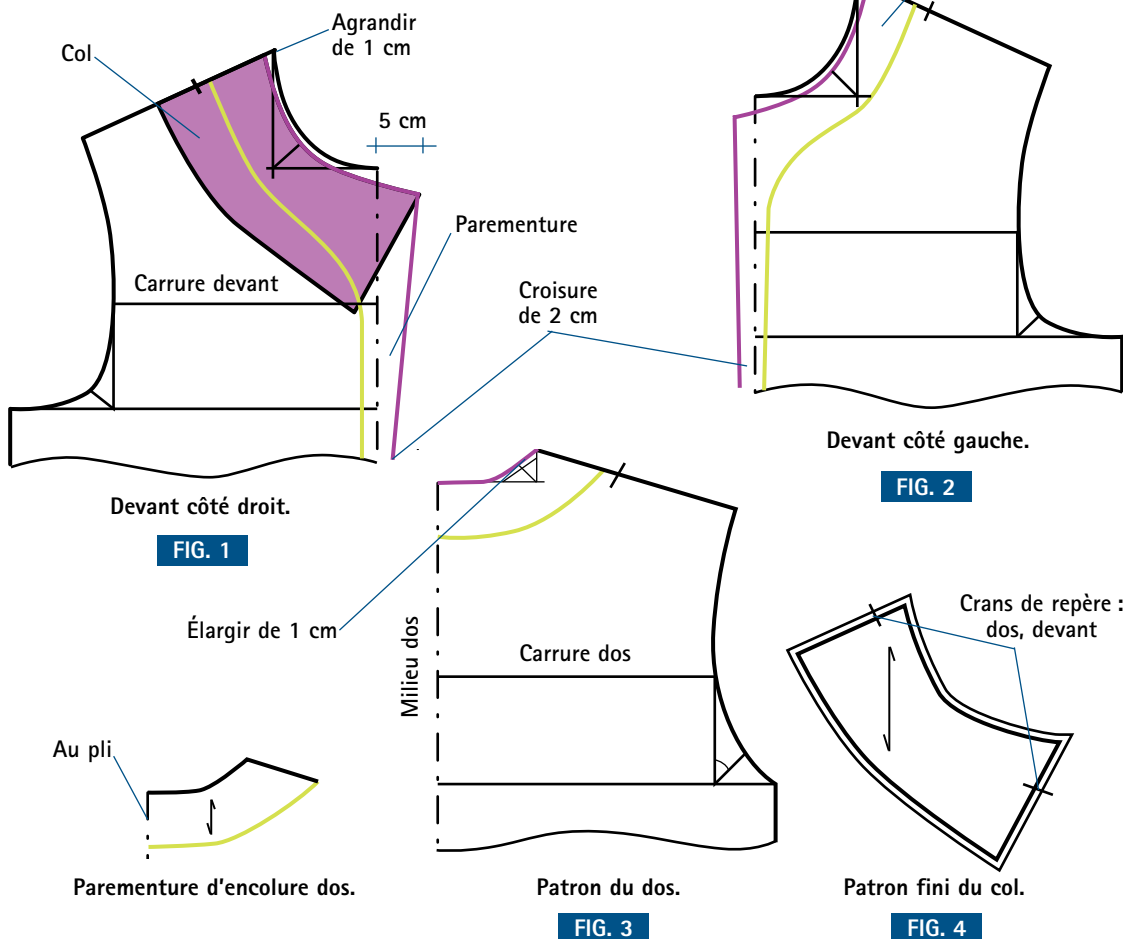 Col
Agrandir
de 1 cm
5 cm
Parementure
Carrure devant
Croisure
de 2 cm
Devant côté droit.
FIG. 1
Devant côté gauche.
FIG. 2
Élargir de 1 cm
Milieu dos
Carrure dos
Crans de repère :
dos, devant
Au pli
Parementure d'encolure dos.
Patron du dos.
FIG. 3
Patron fini du col.
FIG. 4